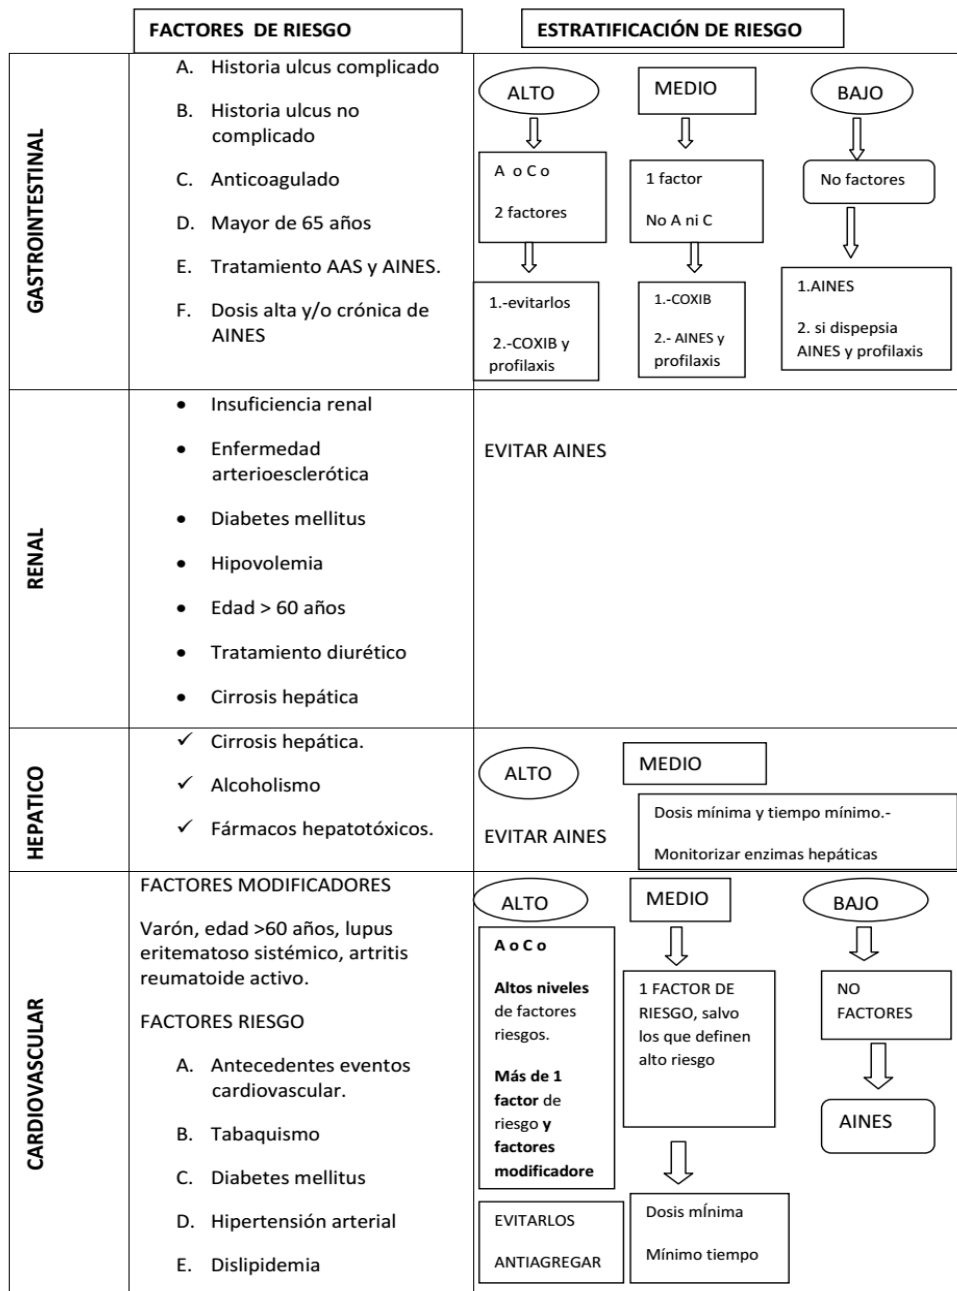 FACTORES DE RIESGO
ESTRATIFICACIÓN DE RIESGO
GASTROINTESTINAL
A. Historia ulcus complicado
B. Historia ulcus no
complicado
C. Anticoagulado
D. Mayor de 65 años
E. Tratamiento AAS y AINES.
F. Dosis alta y/o crónica de
AINES
ALTO
A o C o
2 factores
1.-evitarlos
2.-COXIB y
profilaxis
MEDIO
1 factor
No A ni C
1.-COXIB
2.- AINES y
profilaxis
BAJO
No factores
1.AINES
2. si dispepsia
AINES y profilaxis
RENAL
• Insuficiencia renal
• Enfermedad
arterioesclerótica
• Diabetes mellitus
• Hipovolemia
• Edad > 60 años
• Tratamiento diurético
• Cirrosis hepática
EVITAR AINES
HEPATICO
✓ Cirrosis hepática.
✓ Alcoholismo
✓ Fármacos hepatotóxicos.
ALTO
EVITAR AINES
MEDIO
Dosis mínima y tiempo mínimo.-
Monitorizar enzimas hepáticas
CARDIOVASCULAR
FACTORES MODIFICADORES
Varón, edad >60 años, lupus
eritematoso sistémico, artritis
reumatoide activo.
FACTORES RIESGO
A. Antecedentes eventos
cardiovascular.
B. Tabaquismo
C. Diabetes mellitus
D. Hipertensión arterial
E. Dislipidemia
ALTO
A o C o
Altos niveles
de factores
riesgos.
Más de 1
factor de
riesgo y
factores
modificadore
EVITARLOS
ANTIAGREGAR
MEDIO
1 FACTOR DE
RIESGO, SALVO
los que definen
alto riesgo
Dosis mínima
Mínimo tiempo
BAJO
NO
FACTORES
AINES